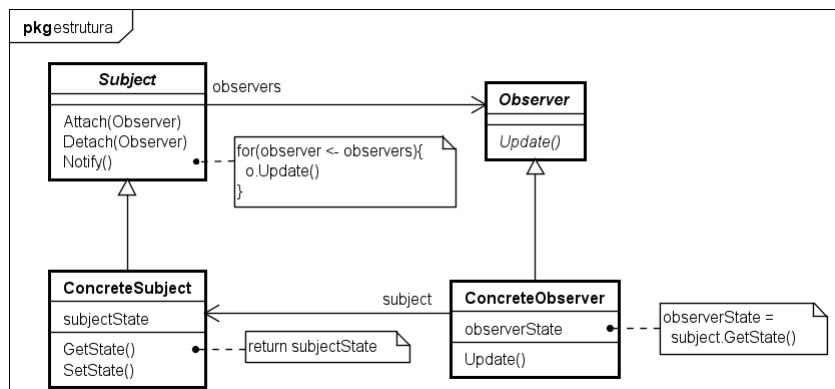 pkg estrutura
Subject
observers
Observer
Attach(Observer)
Detach(Observer)
Notify()
for(observer <- observers){
o.Update()
}
Update()
ConcreteSubject
subjectState
GetState()
SetState()
return subjectState
subject
ConcreteObserver
observerState
Update()
observerState =
subject.GetState()